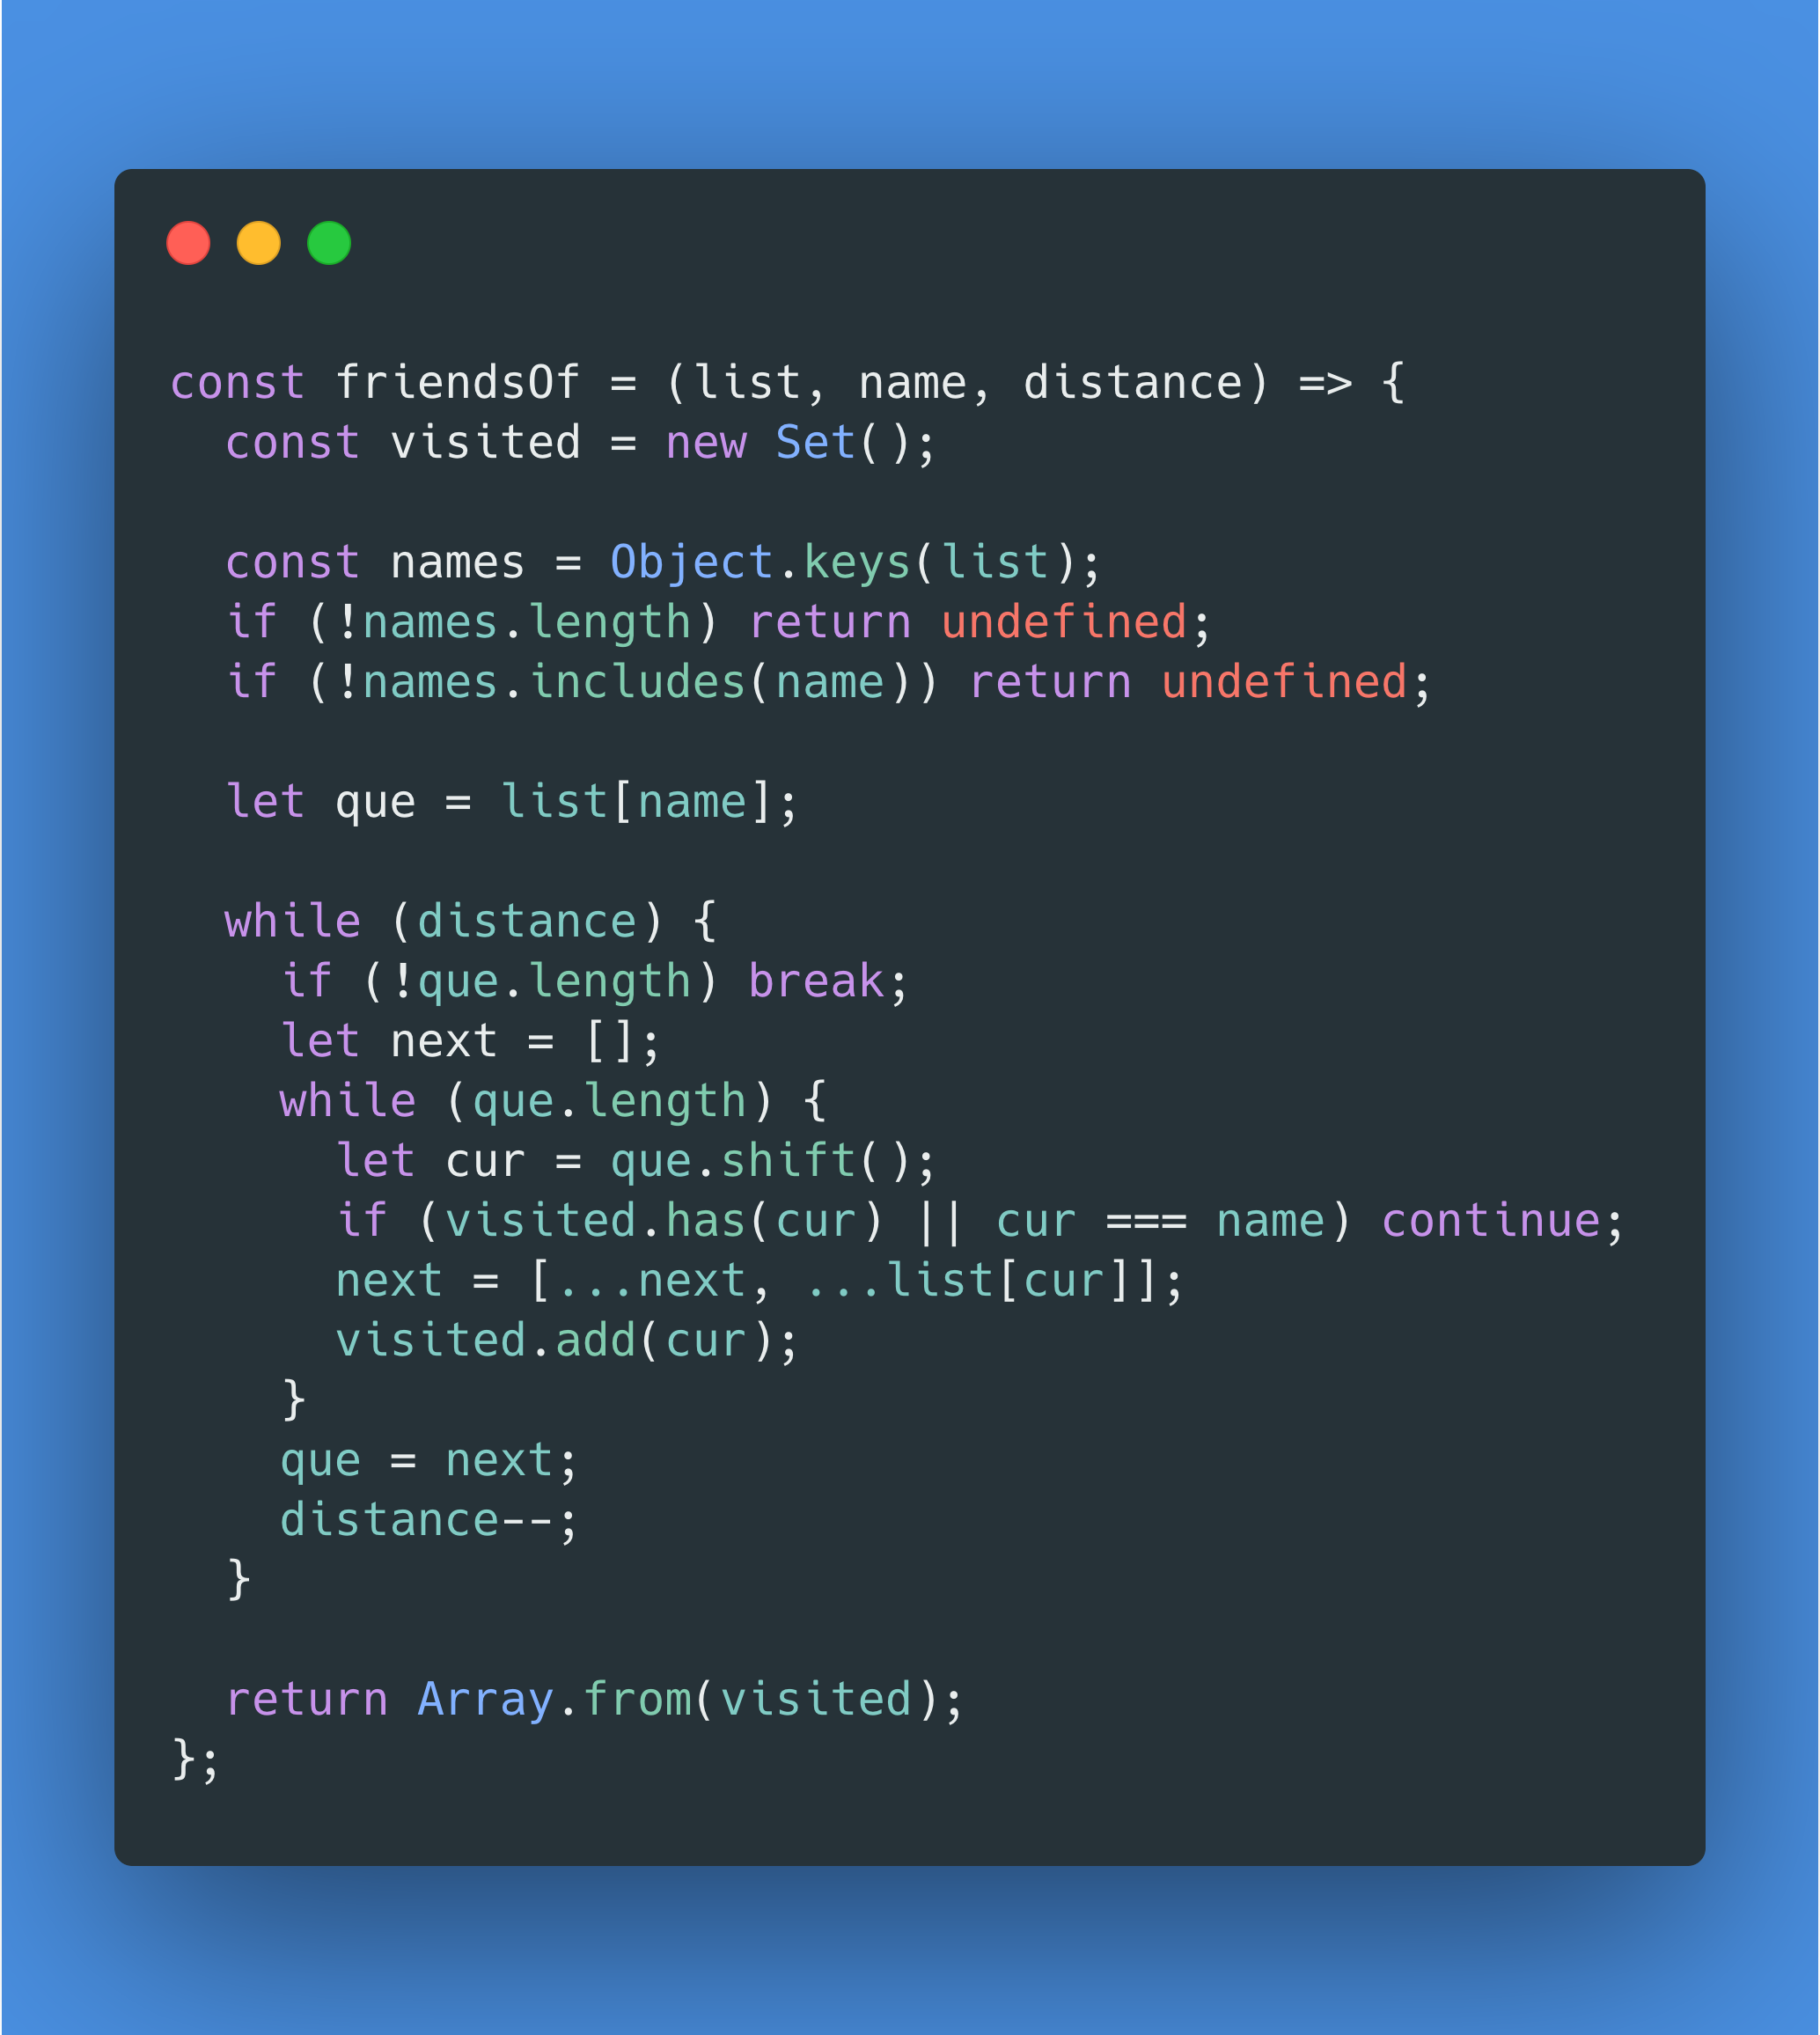 const friendsOf = (list, name, distance) => {
  const visited = new Set();

  const names = Object.keys(list);
  if (!names.length) return undefined;
  if (!names.includes(name)) return undefined;

  let que = list[name];

  while (distance) {
    if (!que.length) break;
    let next = [];
    while (que.length) {
      let cur = que.shift();
      if (visited.has(cur) || cur === name) continue;
      next = [...next, ...list[cur]];
      visited.add(cur);
    }
    que = next;
    distance--;
  }

  return Array.from(visited);
};